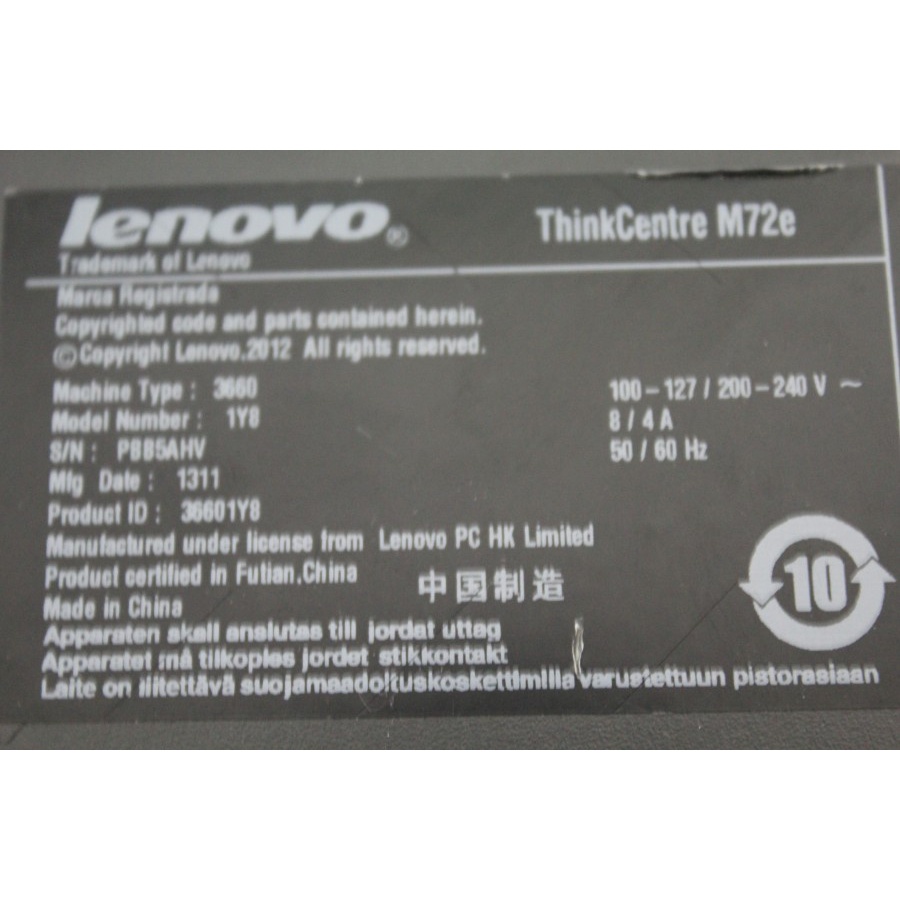 lenovo® ThinkCentre M72e
Trademark of Lenovo
Marca Registrada
Copyrighted code and parts contained herein.
©Copyright Lenovo.2012 All rights reserved.
Machine Type : 3660 100-127 / 200-240 V ~
Model Number : 1Y8 8 / 4 A
S/N : PBB5AHV 50 / 60 Hz
Mfg Date : 1311
Product ID : 36601Y8
Manufactured under license from Lenovo PC HK Limited
Product certified in Futian,China
中国制造
Made in China
10
Apparaten skall anslutas till jordat uttag
Apparatet må tilkoples jordet stikkontakt
Laite on liitettävä suojamaadoituskoskettimilla varustettuun pistorasiaan